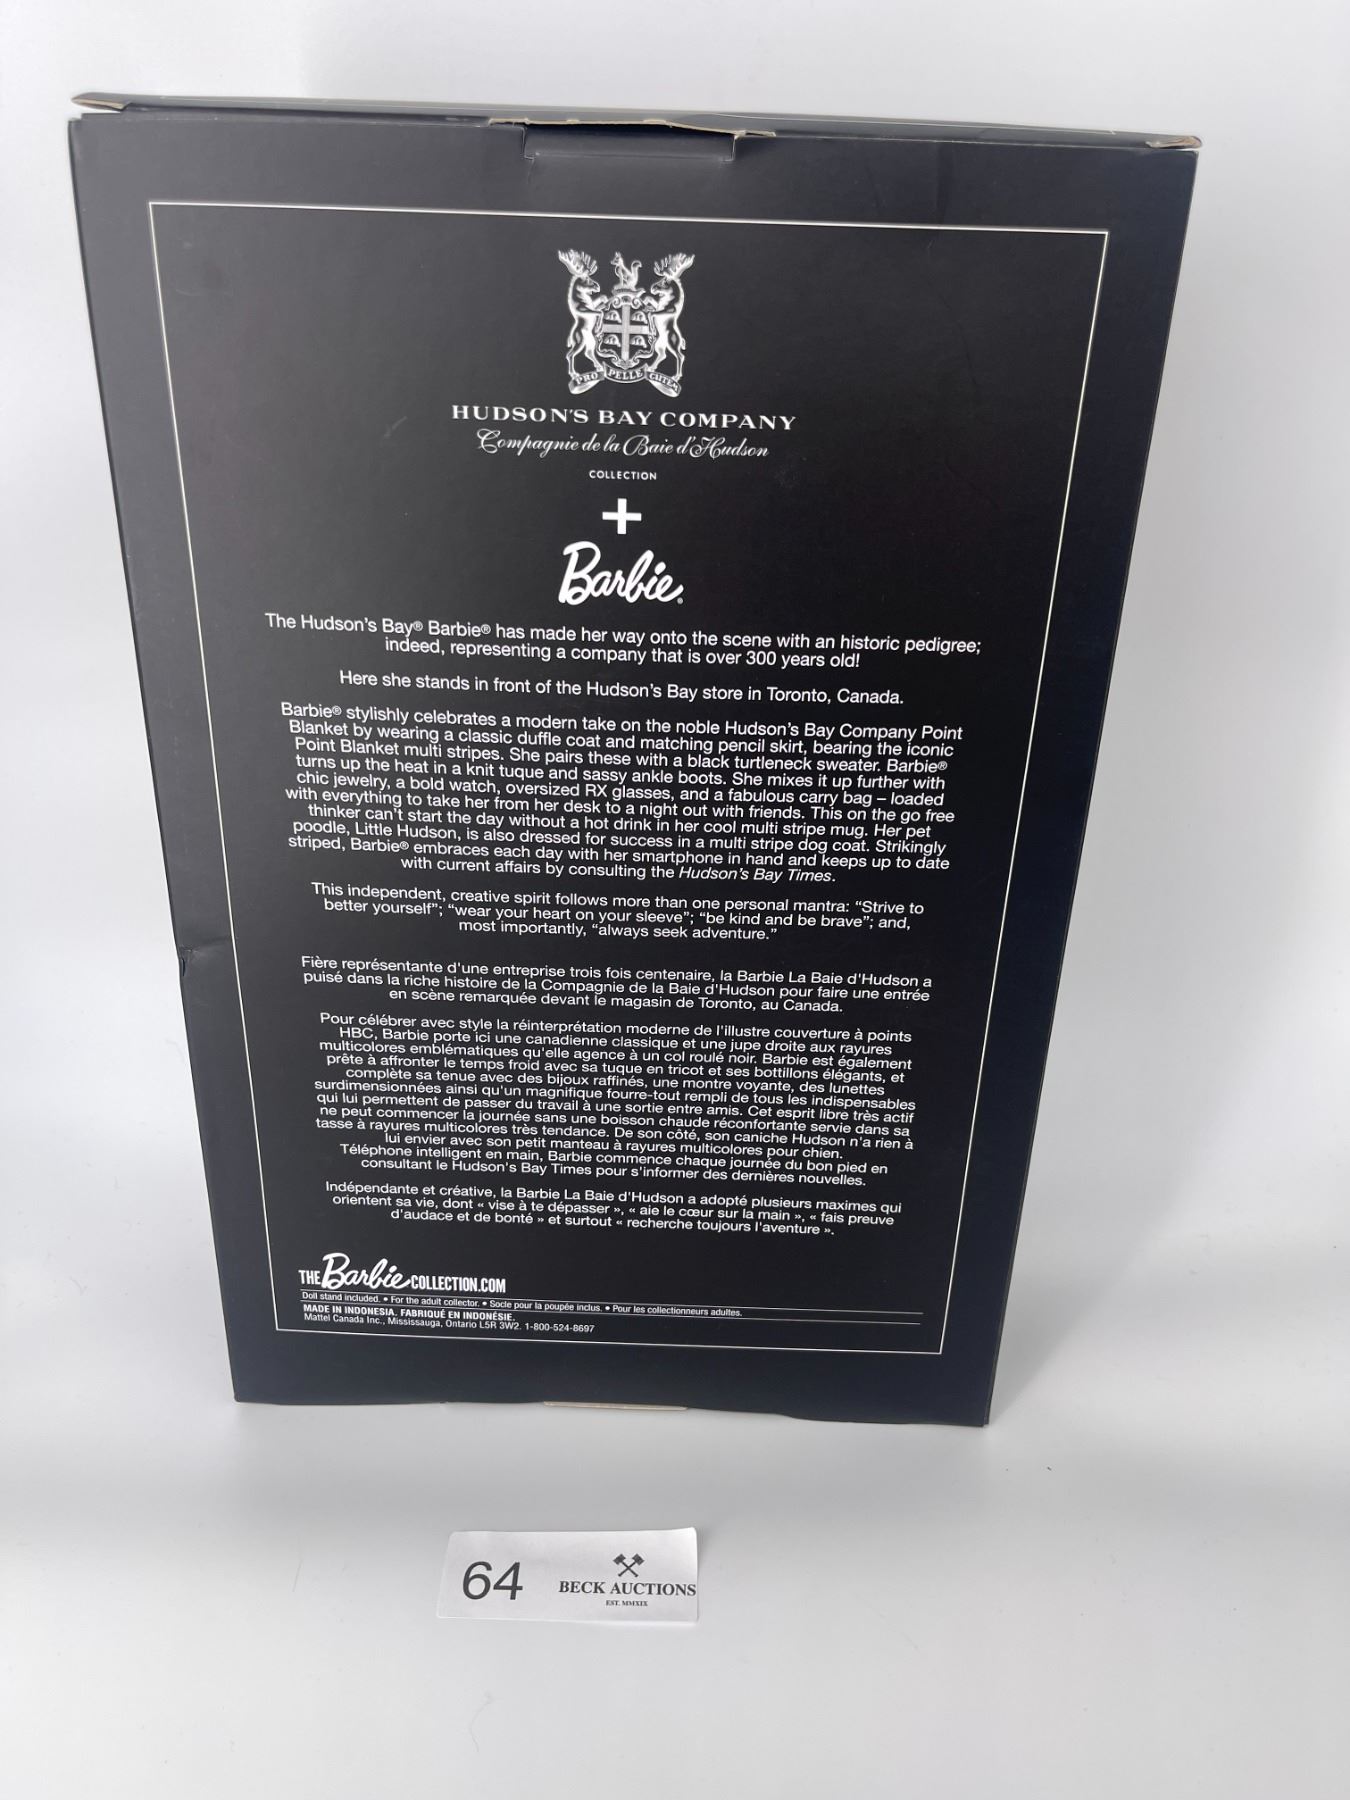 PRO PELLE CUTEM
HUDSON'S BAY COMPANY
Compagnie de la Baie d'Hudson
COLLECTION
+
Barbie®
The Hudson's Bay® Barbie® has made her way onto the scene with an historic pedigree;
indeed, representing a company that is over 300 years old!
Here she stands in front of the Hudson's Bay store in Toronto, Canada.
Barbie® stylishly celebrates a modern take on the noble Hudson's Bay Company Point
Blanket by wearing a classic duffle coat and matching pencil skirt, bearing the iconic
Point Blanket multi stripes. She pairs these with a black turtleneck sweater. Barbie®
turns up the heat in a knit tuque and sassy ankle boots. She mixes it up further with
chic jewelry, a bold watch, oversized RX glasses, and a fabulous carry bag – loaded
with everything to take her from her desk to a night out with friends. This on the go free
thinker can't start the day without a hot drink in her cool multi stripe mug. Her pet
poodle, Little Hudson, is also dressed for success in a multi stripe dog coat. Strikingly
striped, Barbie® embraces each day with her smartphone in hand and keeps up to date
with current affairs by consulting the Hudson's Bay Times.
This independent, creative spirit follows more than one personal mantra: “Strive to
better yourself”; “wear your heart on your sleeve”; “be kind and be brave”; and,
most importantly, “always seek adventure.”
Fière représentante d'une entreprise trois fois centenaire, la Barbie La Baie d'Hudson a
puisé dans la riche histoire de la Compagnie de la Baie d'Hudson pour faire une entrée
en scène remarquée devant le magasin de Toronto, au Canada.
Pour célébrer avec style la réinterprétation moderne de l'illustre couverture à points
HBC, Barbie porte ici une canadienne classique et une jupe droite aux rayures
multicolores emblématiques qu'elle agence à un col roulé noir. Barbie est également
prête à affronter le temps froid avec sa tuque en tricot et ses bottillons élégants, et
complète sa tenue avec des bijoux raffinés, une montre voyante, des lunettes
surdimensionnées ainsi qu'un magnifique fourre-tout rempli de tous les indispensables
qui lui permettent de passer du travail à une sortie entre amis. Cet esprit libre très actif
ne peut commencer la journée sans une boisson chaude réconfortante servie dans sa
tasse à rayures multicolores très tendance. De son côté, son caniche Hudson n'a rien à
lui envier avec son petit manteau à rayures multicolores pour chien.
Téléphone intelligent en main, Barbie commence chaque journée du bon pied en
consultant le Hudson's Bay Times pour s'informer des dernières nouvelles.
Indépendante et créative, la Barbie La Baie d'Hudson a adopté plusieurs maximes qui
orientent sa vie, dont « vise à te dépasser », « aie le cœur sur la main », « fais preuve
d'audace et de bonté » et surtout « recherche toujours l'aventure ».
THE Barbie COLLECTION.COM
Doll stand included. • For the adult collector. • Socle pour la poupée inclus. • Pour les collectionneurs adultes.
MADE IN INDONESIA. FABRIQUÉ EN INDONÉSIE.
Mattel Canada Inc., Mississauga, Ontario L5R 3W2. 1-800-524-8697
64
BECK AUCTIONS
EST. MMXIX